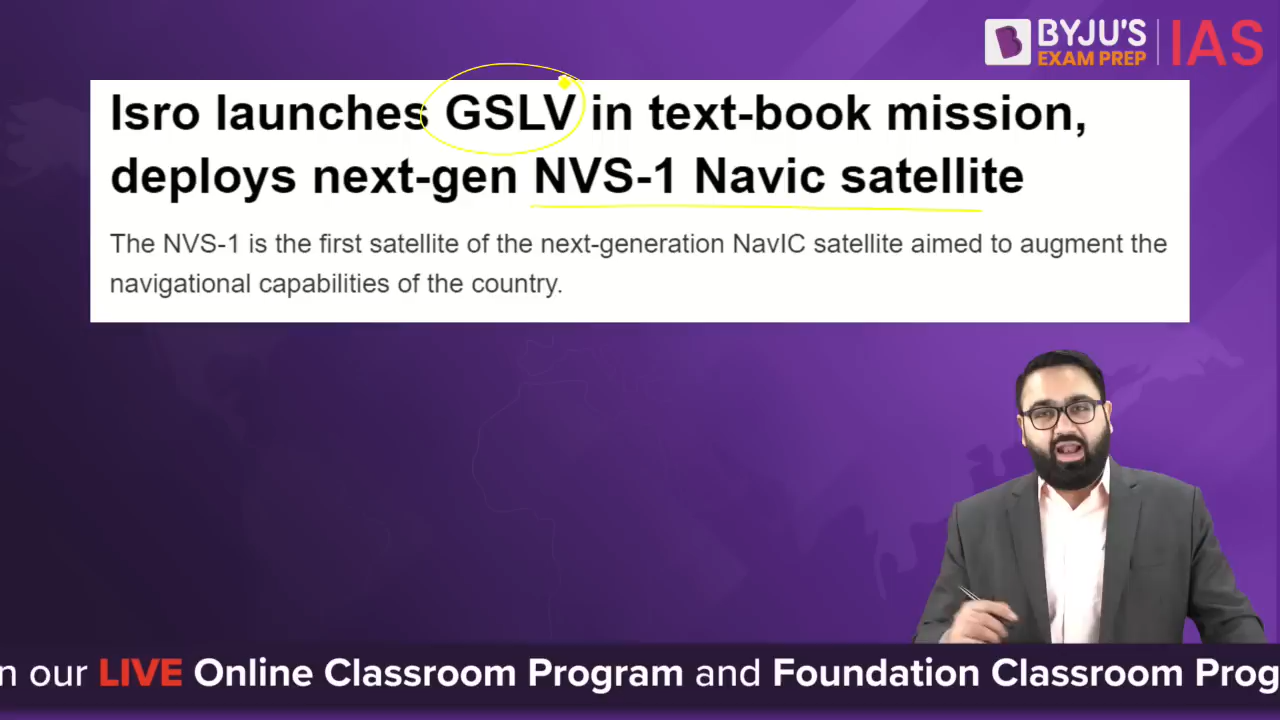 BYJU'S
EXAM PREP
IAS
Isro launches GSLV in text-book mission,
deploys next-gen NVS-1 Navic satellite
The NVS-1 is the first satellite of the next-generation NavIC satellite aimed to augment the
navigational capabilities of the country.
n our LIVE Online Classroom Program and Foundation Classroom Prog